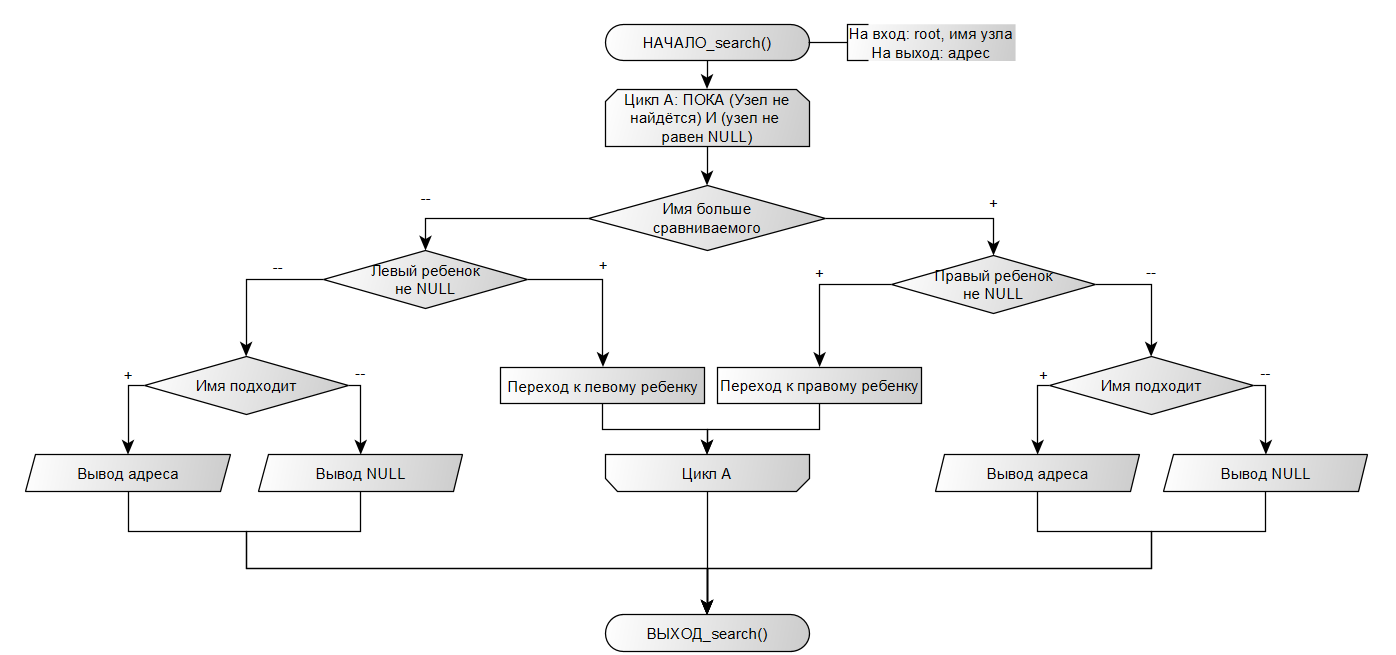 НАЧАЛО_search()
На вход: root, имя узла
На выход: адрес
Цикл А: ПОКА (Узел не
найдётся) И (узел не
равен NULL)
--
+
Имя больше
сравниваемого
--
+
Левый ребенок
не NULL
+
--
Правый ребенок
не NULL
+
--
Имя подходит
Переход к левому ребенку
Переход к правому ребенку
+
--
Имя подходит
Вывод адреса
Вывод NULL
Цикл А
Вывод адреса
Вывод NULL
ВЫХОД_search()